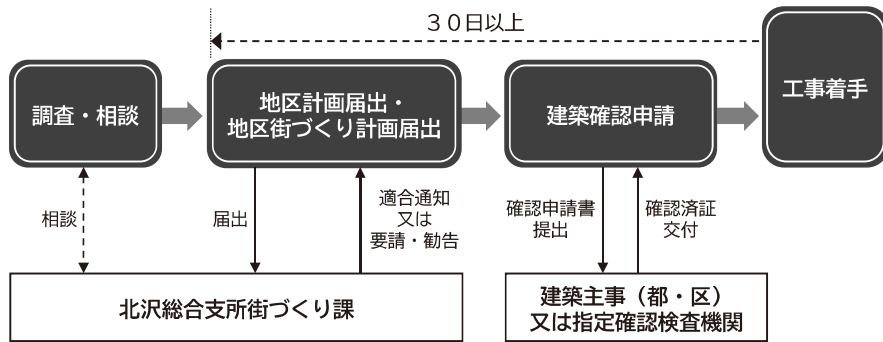 ３０日以上
調査・相談
地区計画届出・
地区街づくり計画届出
建築確認申請
工事着手
相談
届出
適合通知
又は
要請・勧告
確認申請書
提出
確認済証
交付
北沢総合支所街づくり課
建築主事（都・区）
又は指定確認検査機関